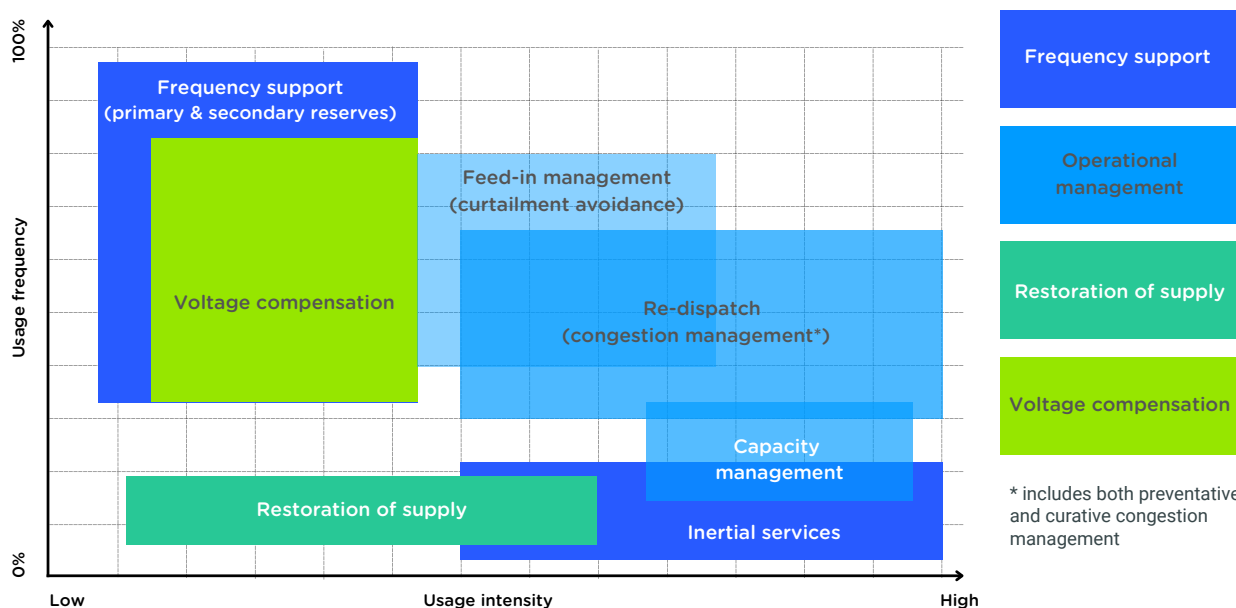 100%
Usage frequency
0%
Low
Usage intensity
High
Frequency support
(primary & secondary reserves)
Voltage compensation
Feed-in management
(curtailment avoidance)
Re-dispatch
(congestion management*)
Capacity
management
Restoration of supply
Inertial services
Frequency support
Operational
management
Restoration of supply
Voltage compensation
* includes both preventative
and curative congestion
management